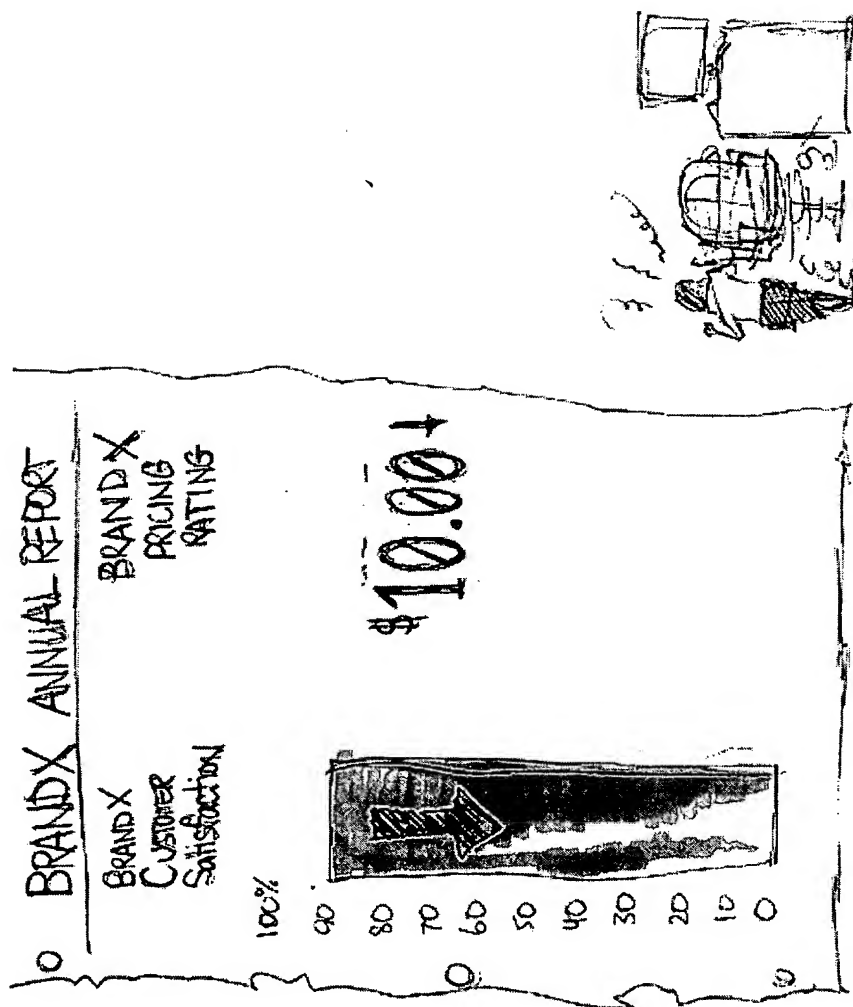 BRANDX ANNUAL REPORT
BRANDX
CUSTOMER
Satisfaction
BRANDX
PRICING
RATING
100%
90
80
70
60
50
40
30
20
10
0
$10.00